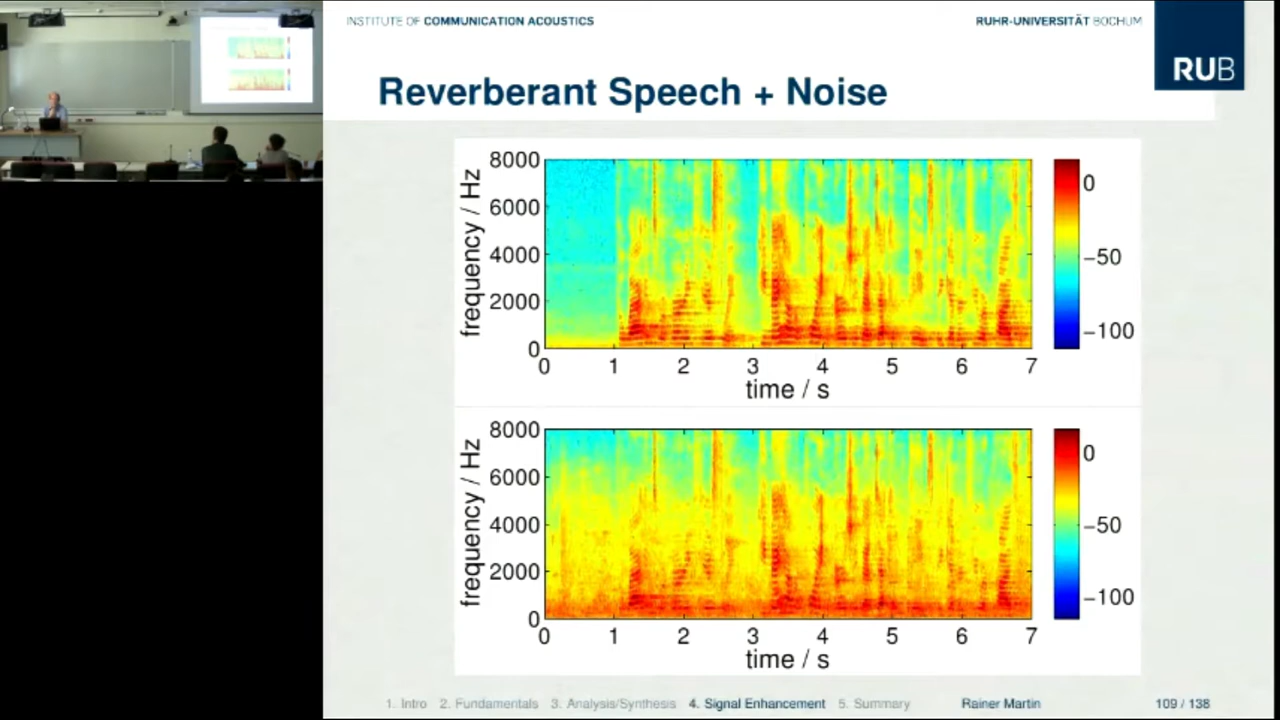 INSTITUTE OF COMMUNICATION ACOUSTICS
RUHR-UNIVERSITÄT BOCHUM
RUB
Reverberant Speech + Noise
frequency / Hz
8000
6000
4000
2000
0
0 1 2 3 4 5 6 7
time / s
0
−50
−100
frequency / Hz
8000
6000
4000
2000
0
0 1 2 3 4 5 6 7
time / s
0
−50
−100
1. Intro 2. Fundamentals 3. Analysis/Synthesis 4. Signal Enhancement 5. Summary Rainer Martin 109 / 138